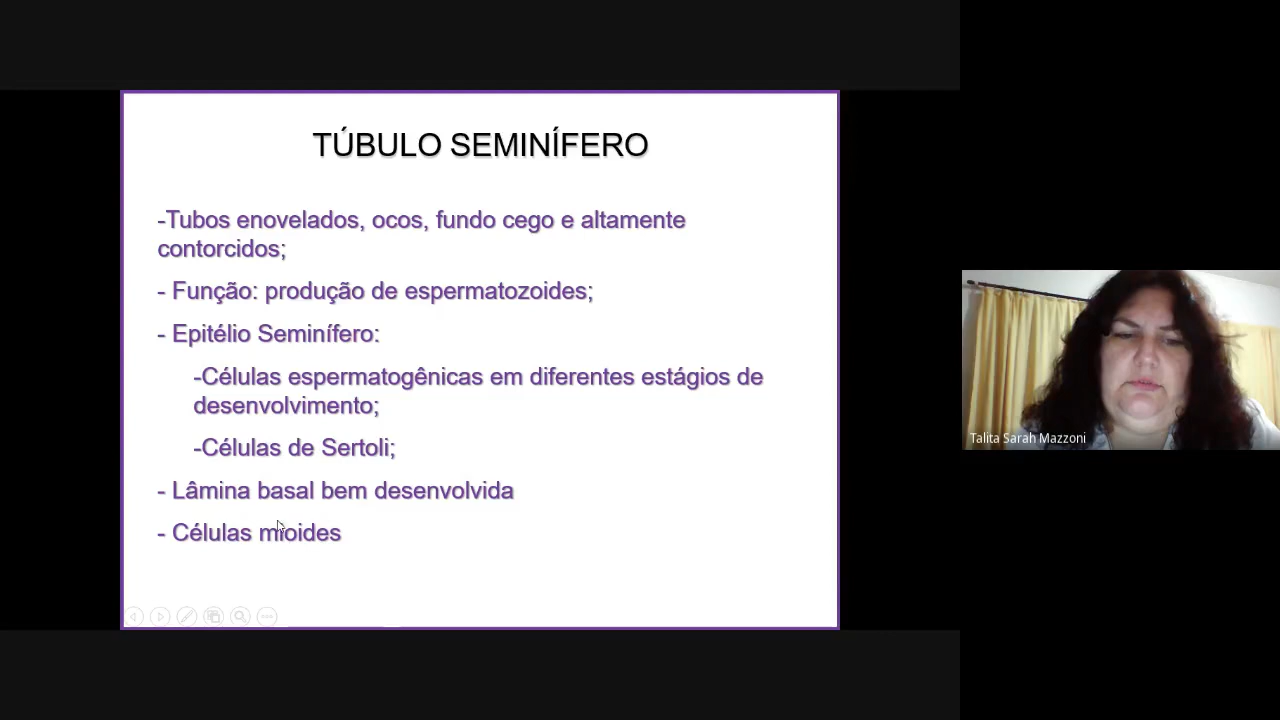 TÚBULO SEMINÍFERO
-Tubos enovelados, ocos, fundo cego e altamente
contorcidos;
- Função: produção de espermatozoides;
- Epitélio Seminífero:
-Células espermatogênicas em diferentes estágios de
desenvolvimento;
-Células de Sertoli;
- Lâmina basal bem desenvolvida
- Células mioides
Talita Sarah Mazzoni